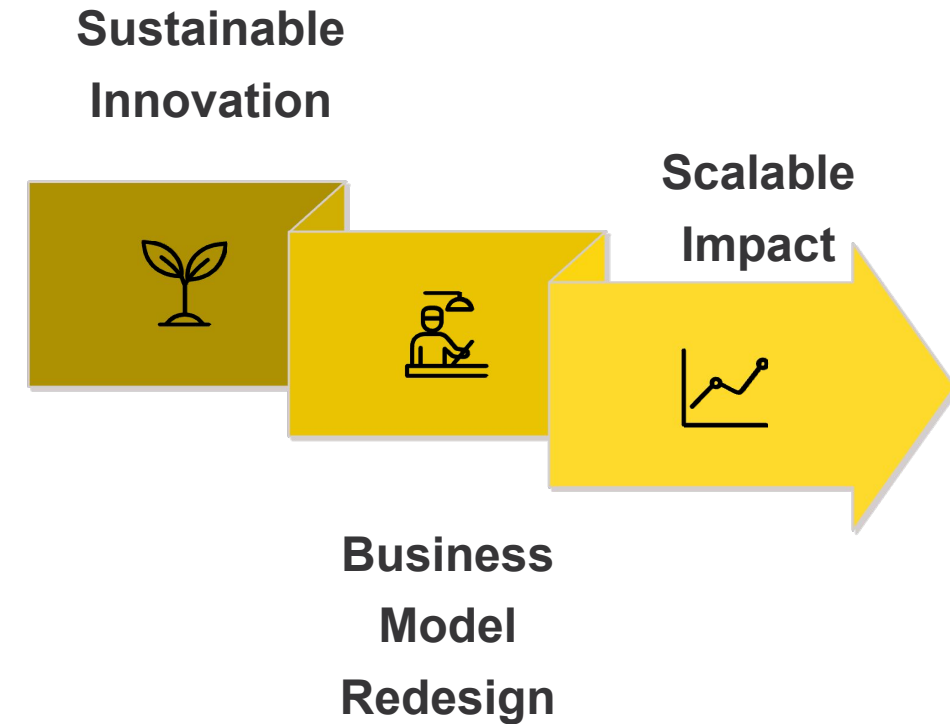 Sustainable
Innovation
Scalable
Impact
Business
Model
Redesign